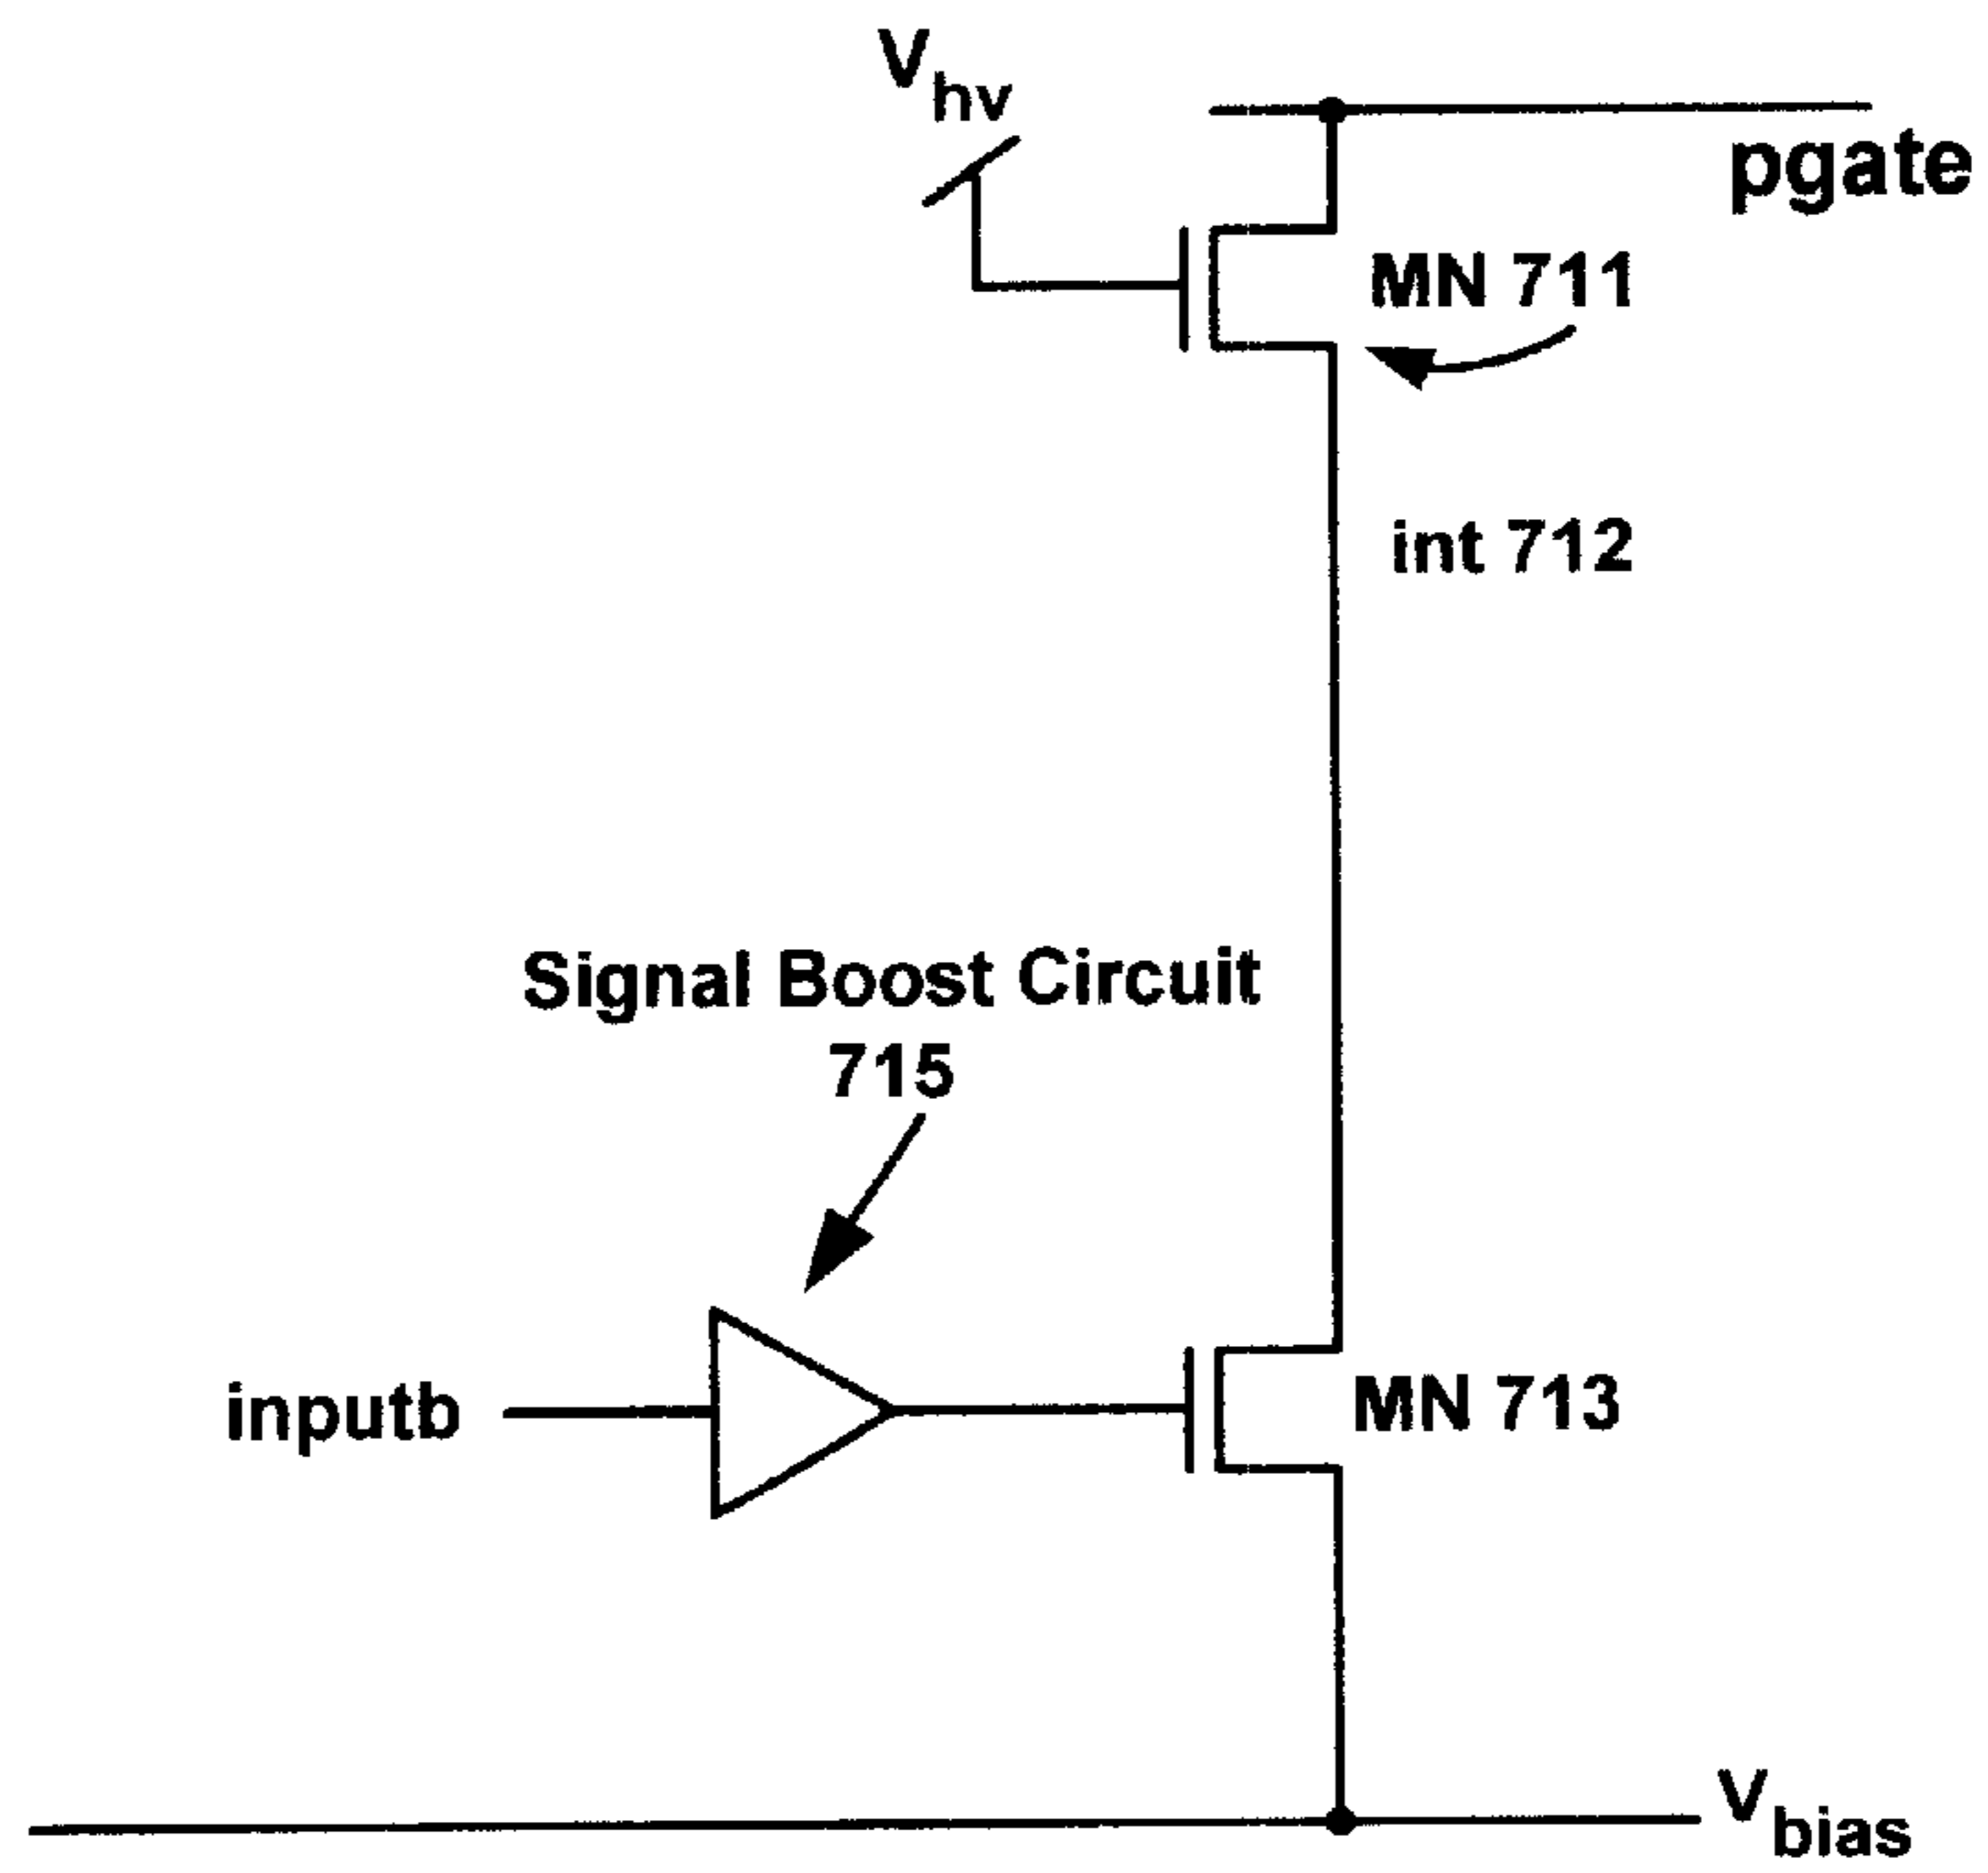 Vhv
pgate
MN 711
int 712
Signal Boost Circuit
715
inputb
MN 713
Vbias